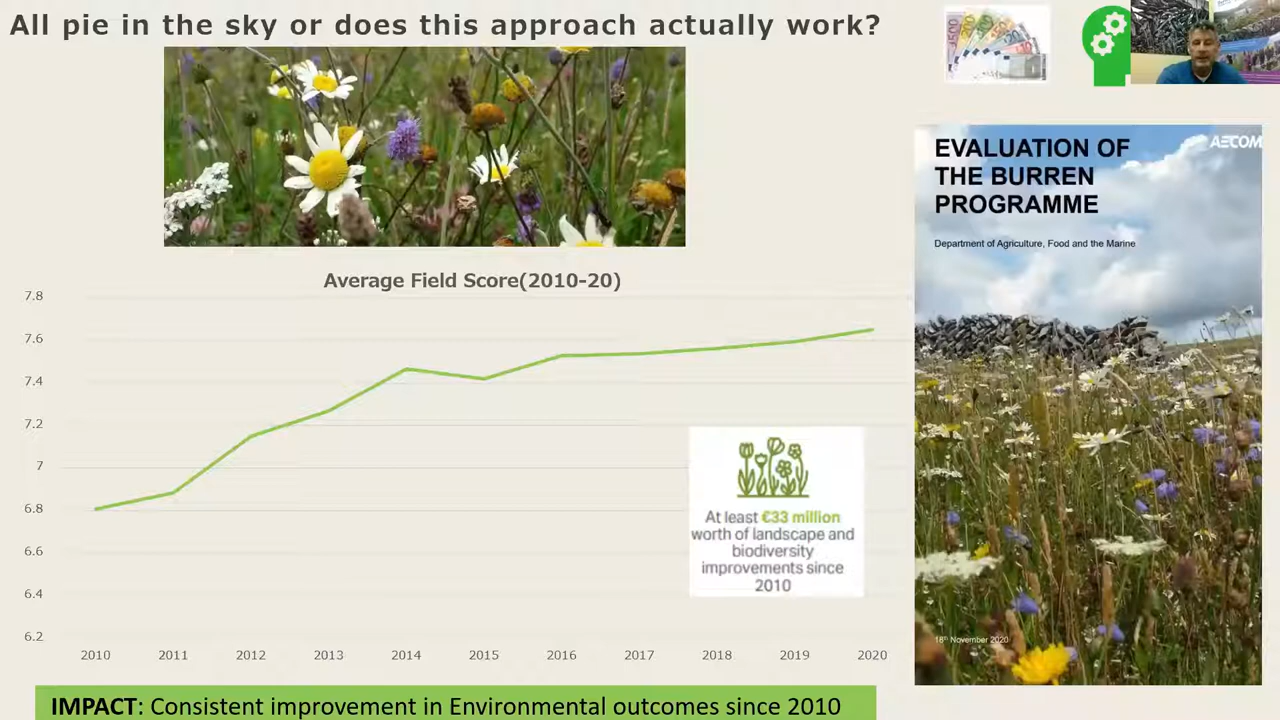 All pie in the sky or does this approach actually work?
AECOM
EVALUATION OF
THE BURREN
PROGRAMME
Department of Agriculture, Food and the Marine
18th November 2020
Average Field Score(2010-20)
7.8
7.6
7.4
7.2
7
6.8
6.6
6.4
6.2
2010 2011 2012 2013 2014 2015 2016 2017 2018 2019 2020
At least €33 million
worth of landscape and
biodiversity
improvements since
2010
IMPACT: Consistent improvement in Environmental outcomes since 2010